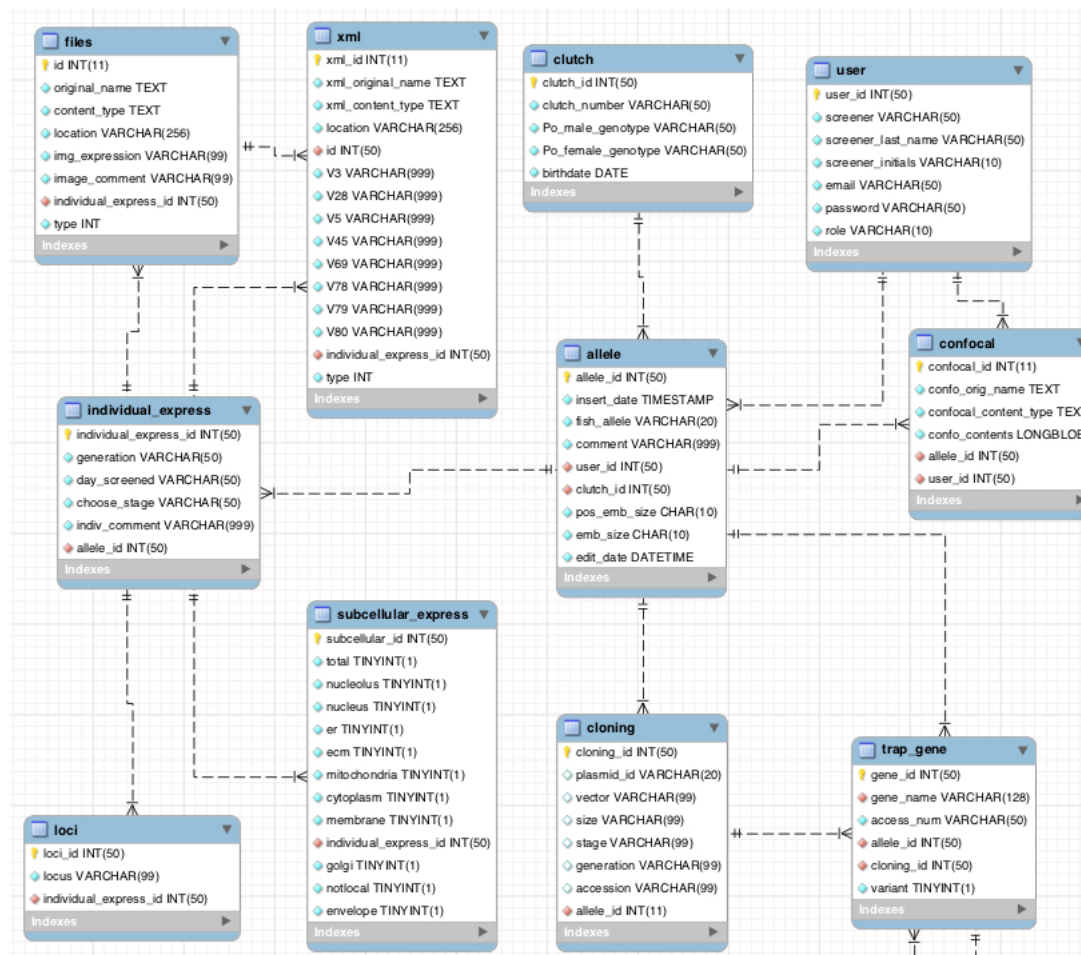 files
id INT(11)
original_name TEXT
content_type TEXT
location VARCHAR(256)
img_expression VARCHAR(99)
image_comment VARCHAR(99)
individual_express_id INT(50)
type INT
Indexes
xml
xml_id INT(11)
xml_original_name TEXT
xml_content_type TEXT
location VARCHAR(256)
id INT(50)
V3 VARCHAR(999)
V28 VARCHAR(999)
V5 VARCHAR(999)
V45 VARCHAR(999)
V69 VARCHAR(999)
V78 VARCHAR(999)
V79 VARCHAR(999)
V80 VARCHAR(999)
individual_express_id INT(50)
type INT
Indexes
clutch
clutch_id INT(50)
clutch_number VARCHAR(50)
Po_male_genotype VARCHAR(50)
Po_female_genotype VARCHAR(50)
birthdate DATE
Indexes
user
user_id INT(50)
screener VARCHAR(50)
screener_last_name VARCHAR(50)
screener_initials VARCHAR(10)
email VARCHAR(50)
password VARCHAR(50)
role VARCHAR(10)
Indexes
individual_express
individual_express_id INT(50)
generation VARCHAR(50)
day_screened VARCHAR(50)
choose_stage VARCHAR(50)
indiv_comment VARCHAR(999)
allele_id INT(50)
Indexes
allele
allele_id INT(50)
insert_date TIMESTAMP
fish_allele VARCHAR(20)
comment VARCHAR(999)
user_id INT(50)
clutch_id INT(50)
pos_emb_size CHAR(10)
emb_size CHAR(10)
edit_date DATETIME
Indexes
confocal
confocal_id INT(11)
confo_orig_name TEXT
confocal_content_type TEX
confo_contents LONGBLOB
allele_id INT(50)
user_id INT(50)
Indexes
subcellular_express
subcellular_id INT(50)
total TINYINT(1)
nucleolus TINYINT(1)
nucleus TINYINT(1)
er TINYINT(1)
ecm TINYINT(1)
mitochondria TINYINT(1)
cytoplasm TINYINT(1)
membrane TINYINT(1)
individual_express_id INT(50)
golgi TINYINT(1)
notlocal TINYINT(1)
envelope TINYINT(1)
Indexes
loci
loci_id INT(50)
locus VARCHAR(99)
individual_express_id INT(50)
Indexes
cloning
cloning_id INT(50)
plasmid_id VARCHAR(20)
vector VARCHAR(99)
size VARCHAR(99)
stage VARCHAR(99)
generation VARCHAR(99)
accession VARCHAR(99)
allele_id INT(11)
Indexes
trap_gene
gene_id INT(50)
gene_name VARCHAR(128)
access_num VARCHAR(50)
allele_id INT(50)
cloning_id INT(50)
variant TINYINT(1)
Indexes